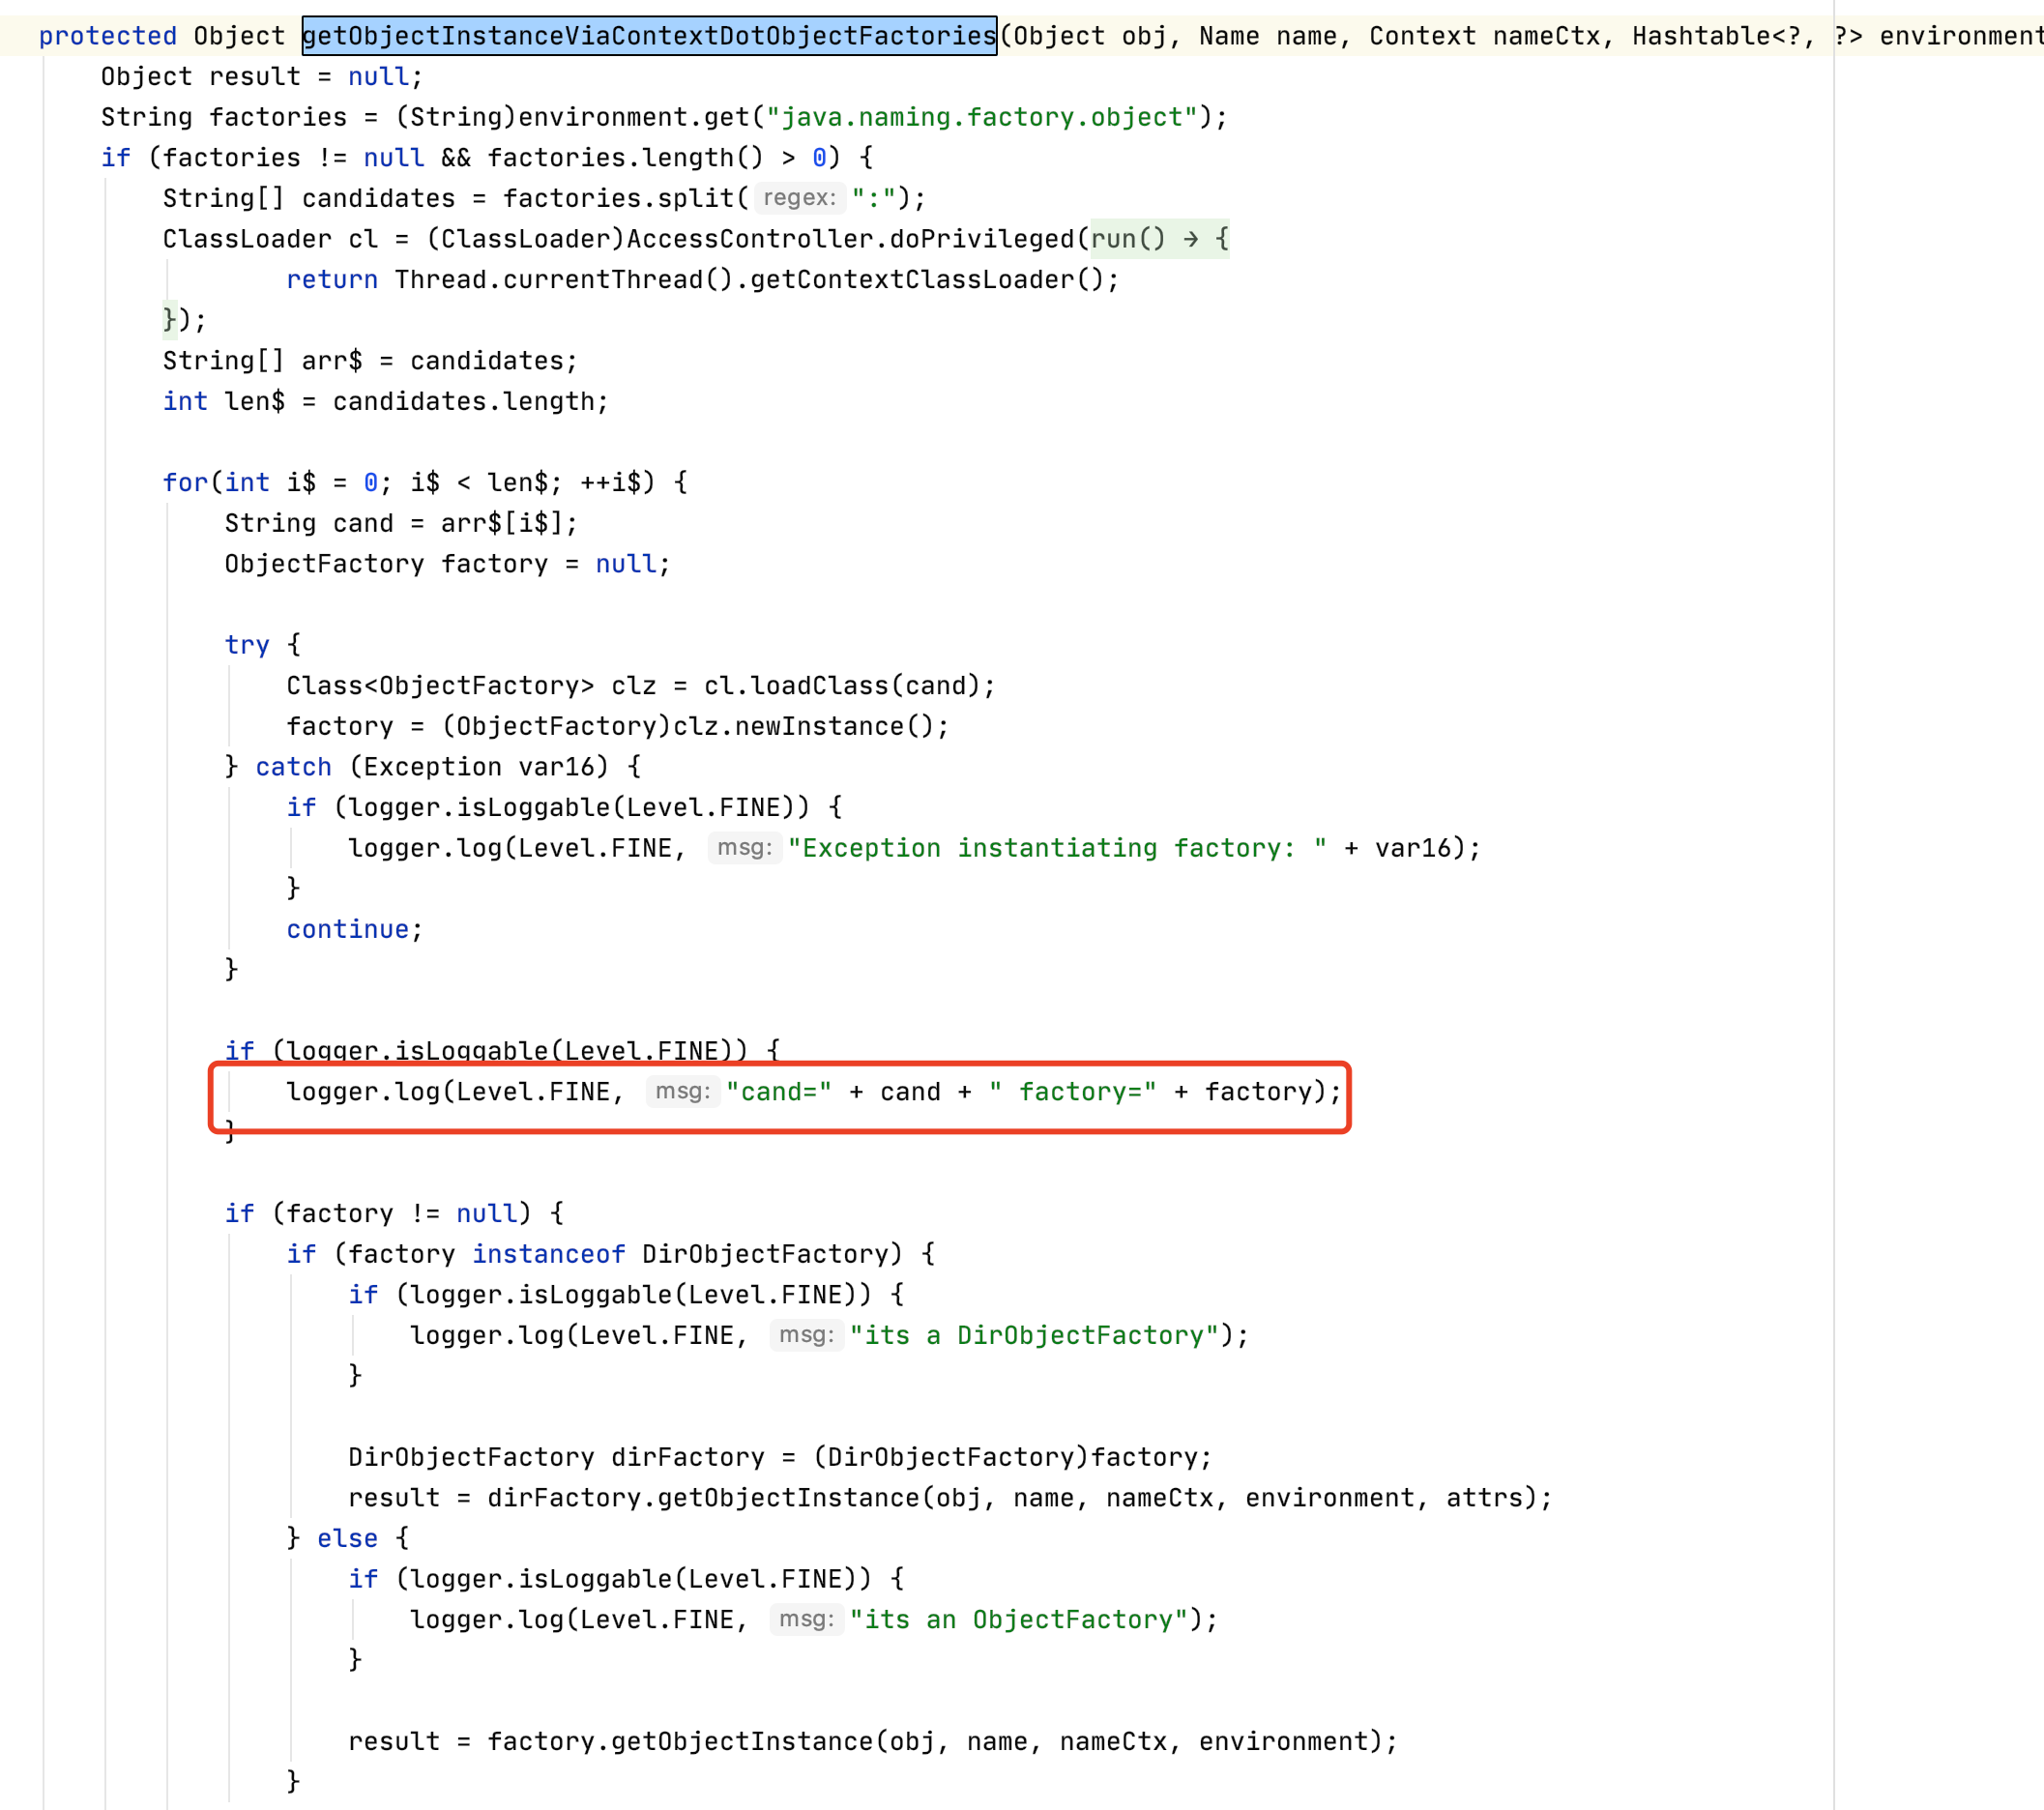 protected Object getObjectInstanceViaContextDotObjectFactories(Object obj, Name name, Context nameCtx, Hashtable<?, ?> environment
Object result = null;
String factories = (String)environment.get("java.naming.factory.object");
if (factories != null && factories.length() > 0) {
String[] candidates = factories.split( regex: ":");
ClassLoader cl = (ClassLoader)AccessController.doPrivileged(run() → {
return Thread.currentThread().getContextClassLoader();
});
String[] arr$ = candidates;
int len$ = candidates.length;
for(int i$ = 0; i$ < len$; ++i$) {
String cand = arr$[i$];
ObjectFactory factory = null;
try {
Class<ObjectFactory> clz = cl.loadClass(cand);
factory = (ObjectFactory)clz.newInstance();
} catch (Exception var16) {
if (logger.isLoggable(Level.FINE)) {
logger.log(Level.FINE, msg: "Exception instantiating factory: " + var16);
}
continue;
}
if (logger.isLoggable(Level.FINE)) {
logger.log(Level.FINE, msg: "cand=" + cand + " factory=" + factory);
}
if (factory != null) {
if (factory instanceof DirObjectFactory) {
if (logger.isLoggable(Level.FINE)) {
logger.log(Level.FINE, msg: "its a DirObjectFactory");
}
DirObjectFactory dirFactory = (DirObjectFactory)factory;
result = dirFactory.getObjectInstance(obj, name, nameCtx, environment, attrs);
} else {
if (logger.isLoggable(Level.FINE)) {
logger.log(Level.FINE, msg: "its an ObjectFactory");
}
result = factory.getObjectInstance(obj, name, nameCtx, environment);
}